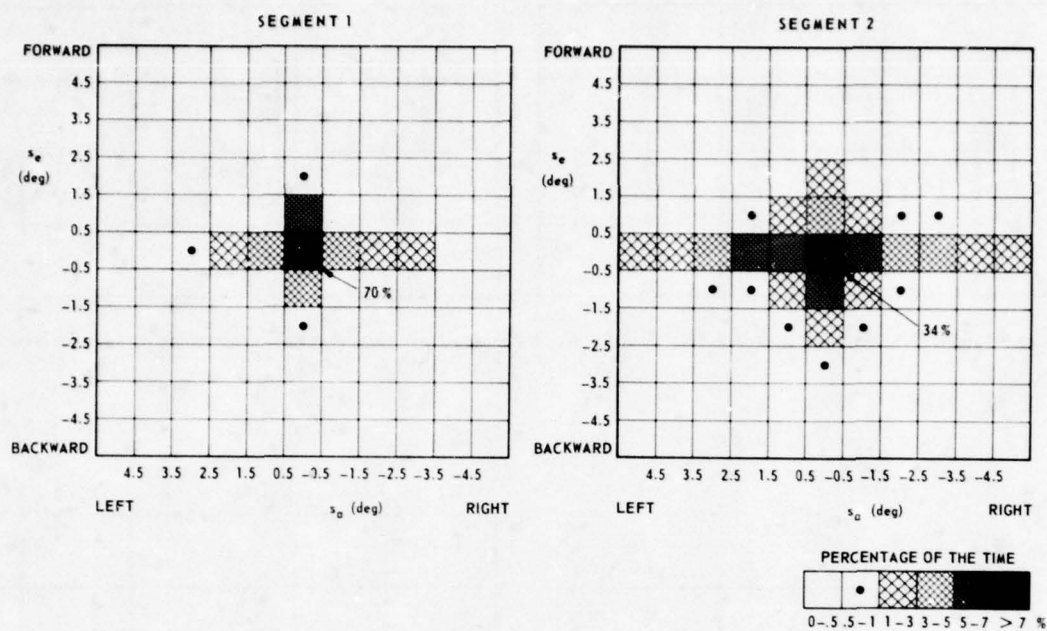 SEGMENT 1
FORWARD
4.5
3.5
2.5
s_e
(deg)
1.5
0.5
-0.5
-1.5
-2.5
-3.5
-4.5
BACKWARD
70%
4.5 3.5 2.5 1.5 0.5 -0.5 -1.5 -2.5 -3.5 -4.5
LEFT s_a (deg) RIGHT
SEGMENT 2
FORWARD
4.5
3.5
2.5
s_e
(deg)
1.5
0.5
-0.5
-1.5
-2.5
-3.5
-4.5
BACKWARD
34%
4.5 3.5 2.5 1.5 0.5 -0.5 -1.5 -2.5 -3.5 -4.5
LEFT s_a (deg) RIGHT
PERCENTAGE OF THE TIME
0-.5 .5-1 1-3 3-5 5-7 >7 %